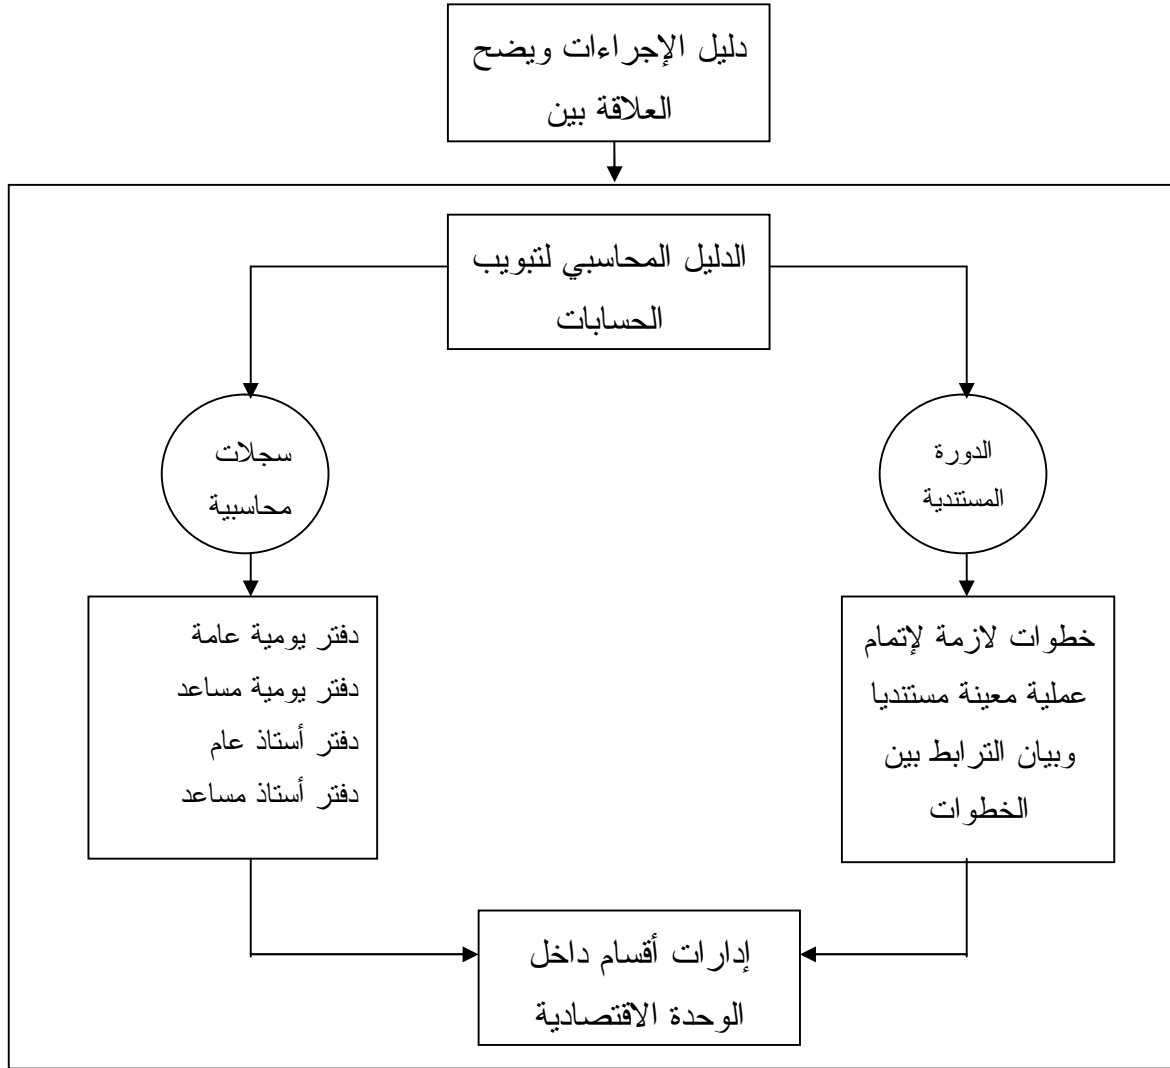 دليل الإجراءات ويضح
العلاقة بين
الدليل المحاسبي لتبويب
الحسابات
الدورة
المستندية
سجلات
محاسبية
خطوات لازمة لإتمام
عملية معينة مستنديا
وبيان الترابط بين
الخطوات
دفتر يومية عامة
دفتر يومية مساعد
دفتر أستاذ عام
دفتر أستاذ مساعد
إدارات أقسام داخل
الوحدة الاقتصادية